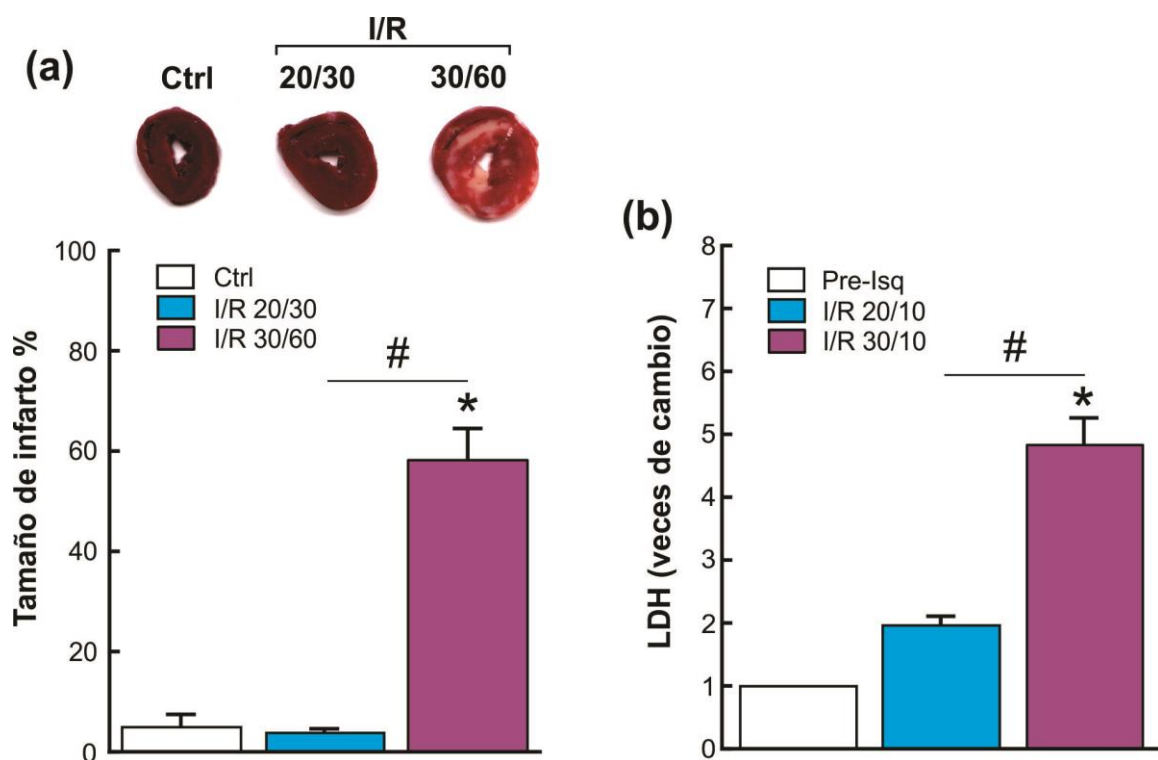 (a)
I/R
Ctrl 20/30 30/60
Tamaño de infarto %
100
80
60
40
20
0
Ctrl
I/R 20/30
I/R 30/60
#
*
(b)
LDH (veces de cambio)
8
7
6
5
4
3
2
1
0
Pre-Isq
I/R 20/10
I/R 30/10
#
*